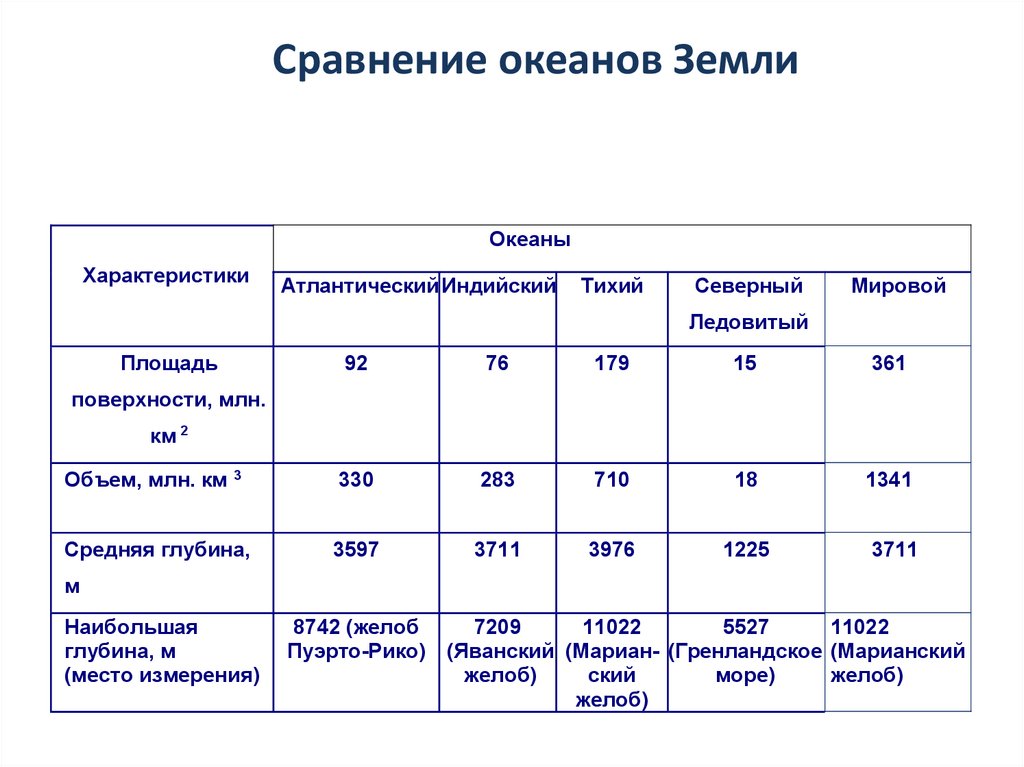 Сравнение океанов Земли
Океаны
Характеристики
Атлантический Индийский Тихий Северный Мировой
Ледовитый
Площадь 92 76 179 15 361
поверхности, млн.
км 2
Объем, млн. км 3 330 283 710 18 1341
Средняя глубина, 3597 3711 3976 1225 3711
м
Наибольшая 8742 (желоб 7209 11022 5527 11022
глубина, м Пуэрто-Рико) (Яванский (Мариан- (Гренландское (Марианский
(место измерения) желоб) ский море) желоб)
желоб)